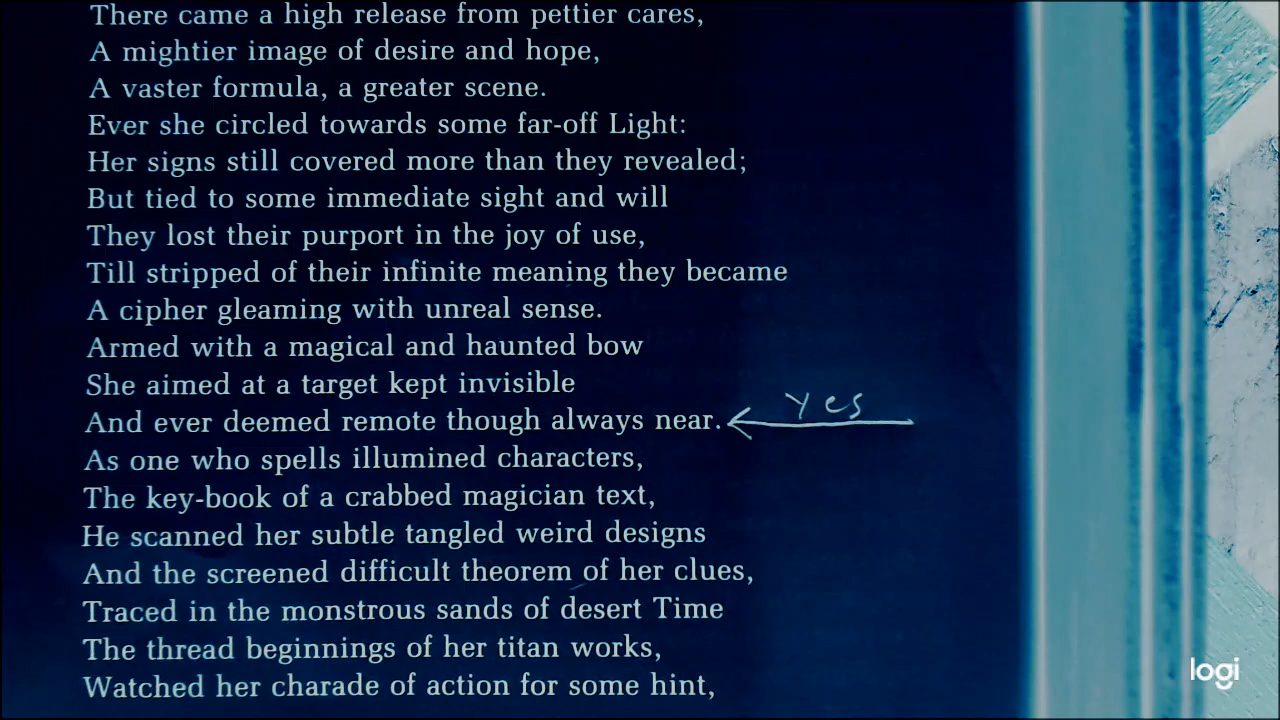 There came a high release from pettier cares,
A mightier image of desire and hope,
A vaster formula, a greater scene.
Ever she circled towards some far-off Light:
Her signs still covered more than they revealed;
But tied to some immediate sight and will
They lost their purport in the joy of use,
Till stripped of their infinite meaning they became
A cipher gleaming with unreal sense.
Armed with a magical and haunted bow
She aimed at a target kept invisible
And ever deemed remote though always near. yes
As one who spells illumined characters,
The key-book of a crabbed magician text,
He scanned her subtle tangled weird designs
And the screened difficult theorem of her clues,
Traced in the monstrous sands of desert Time
The thread beginnings of her titan works,
Watched her charade of action for some hint,
logi